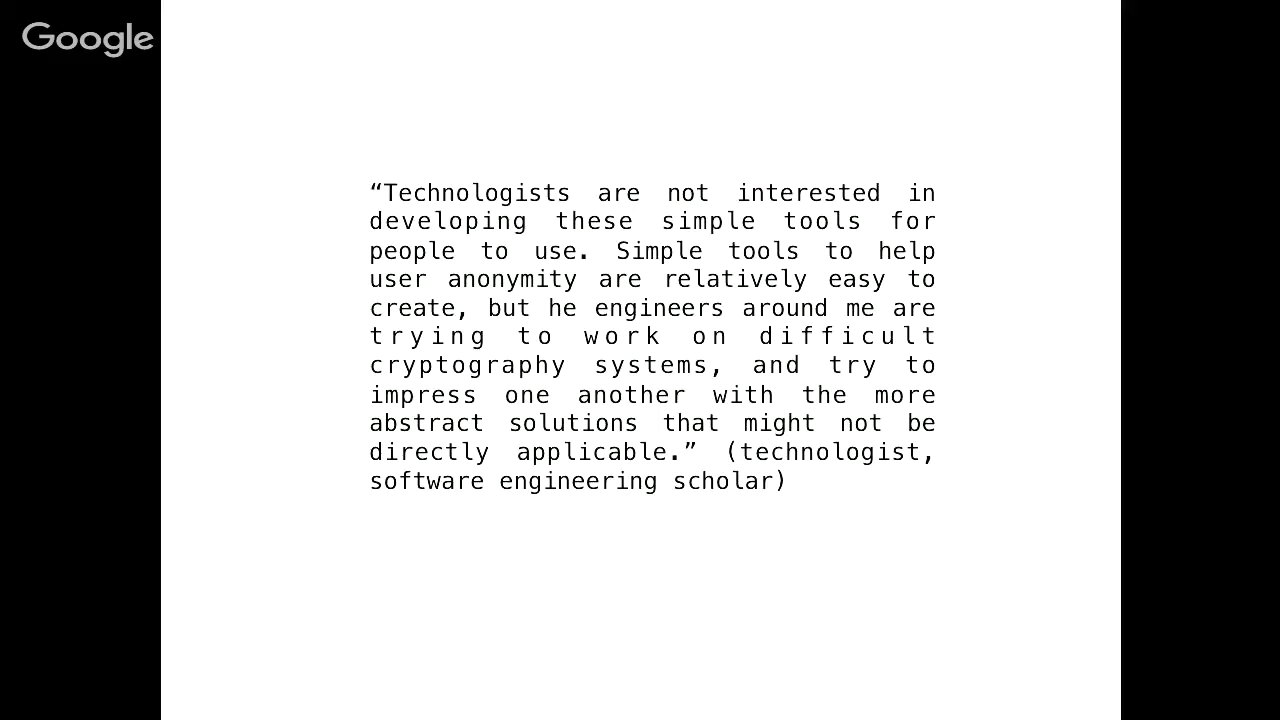 Google
“Technologists are not interested in
developing these simple tools for
people to use. Simple tools to help
user anonymity are relatively easy to
create, but he engineers around me are
trying to work on difficult
cryptography systems, and try to
impress one another with the more
abstract solutions that might not be
directly applicable.” (technologist,
software engineering scholar)